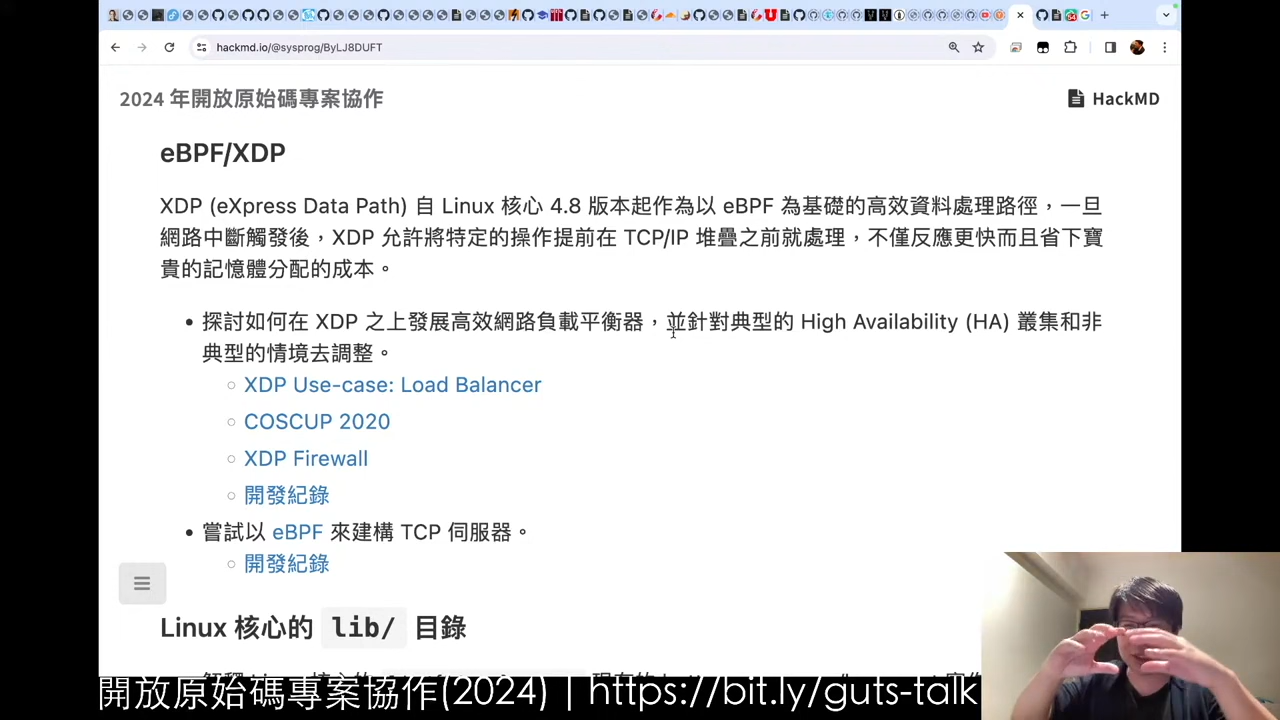 hackmd.io/@sysprog/ByLJ8DUFT
2024 年開放原始碼專案協作
HackMD
eBPF/XDP
XDP (eXpress Data Path) 自 Linux 核心 4.8 版本起作為以 eBPF 為基礎的高效資料處理路徑，一旦
網路中斷觸發後，XDP 允許將特定的操作提前在 TCP/IP 堆疊之前就處理，不僅反應更快而且省下寶
貴的記憶體分配的成本。
探討如何在 XDP 之上發展高效網路負載平衡器，並針對典型的 High Availability (HA) 叢集和非
典型的情境去調整。
XDP Use-case: Load Balancer
COSCUP 2020
XDP Firewall
開發紀錄
嘗試以 eBPF 來建構 TCP 伺服器。
開發紀錄
Linux 核心的 lib/ 目錄
開放原始碼專案協作(2024) | https://bit.ly/guts-talk